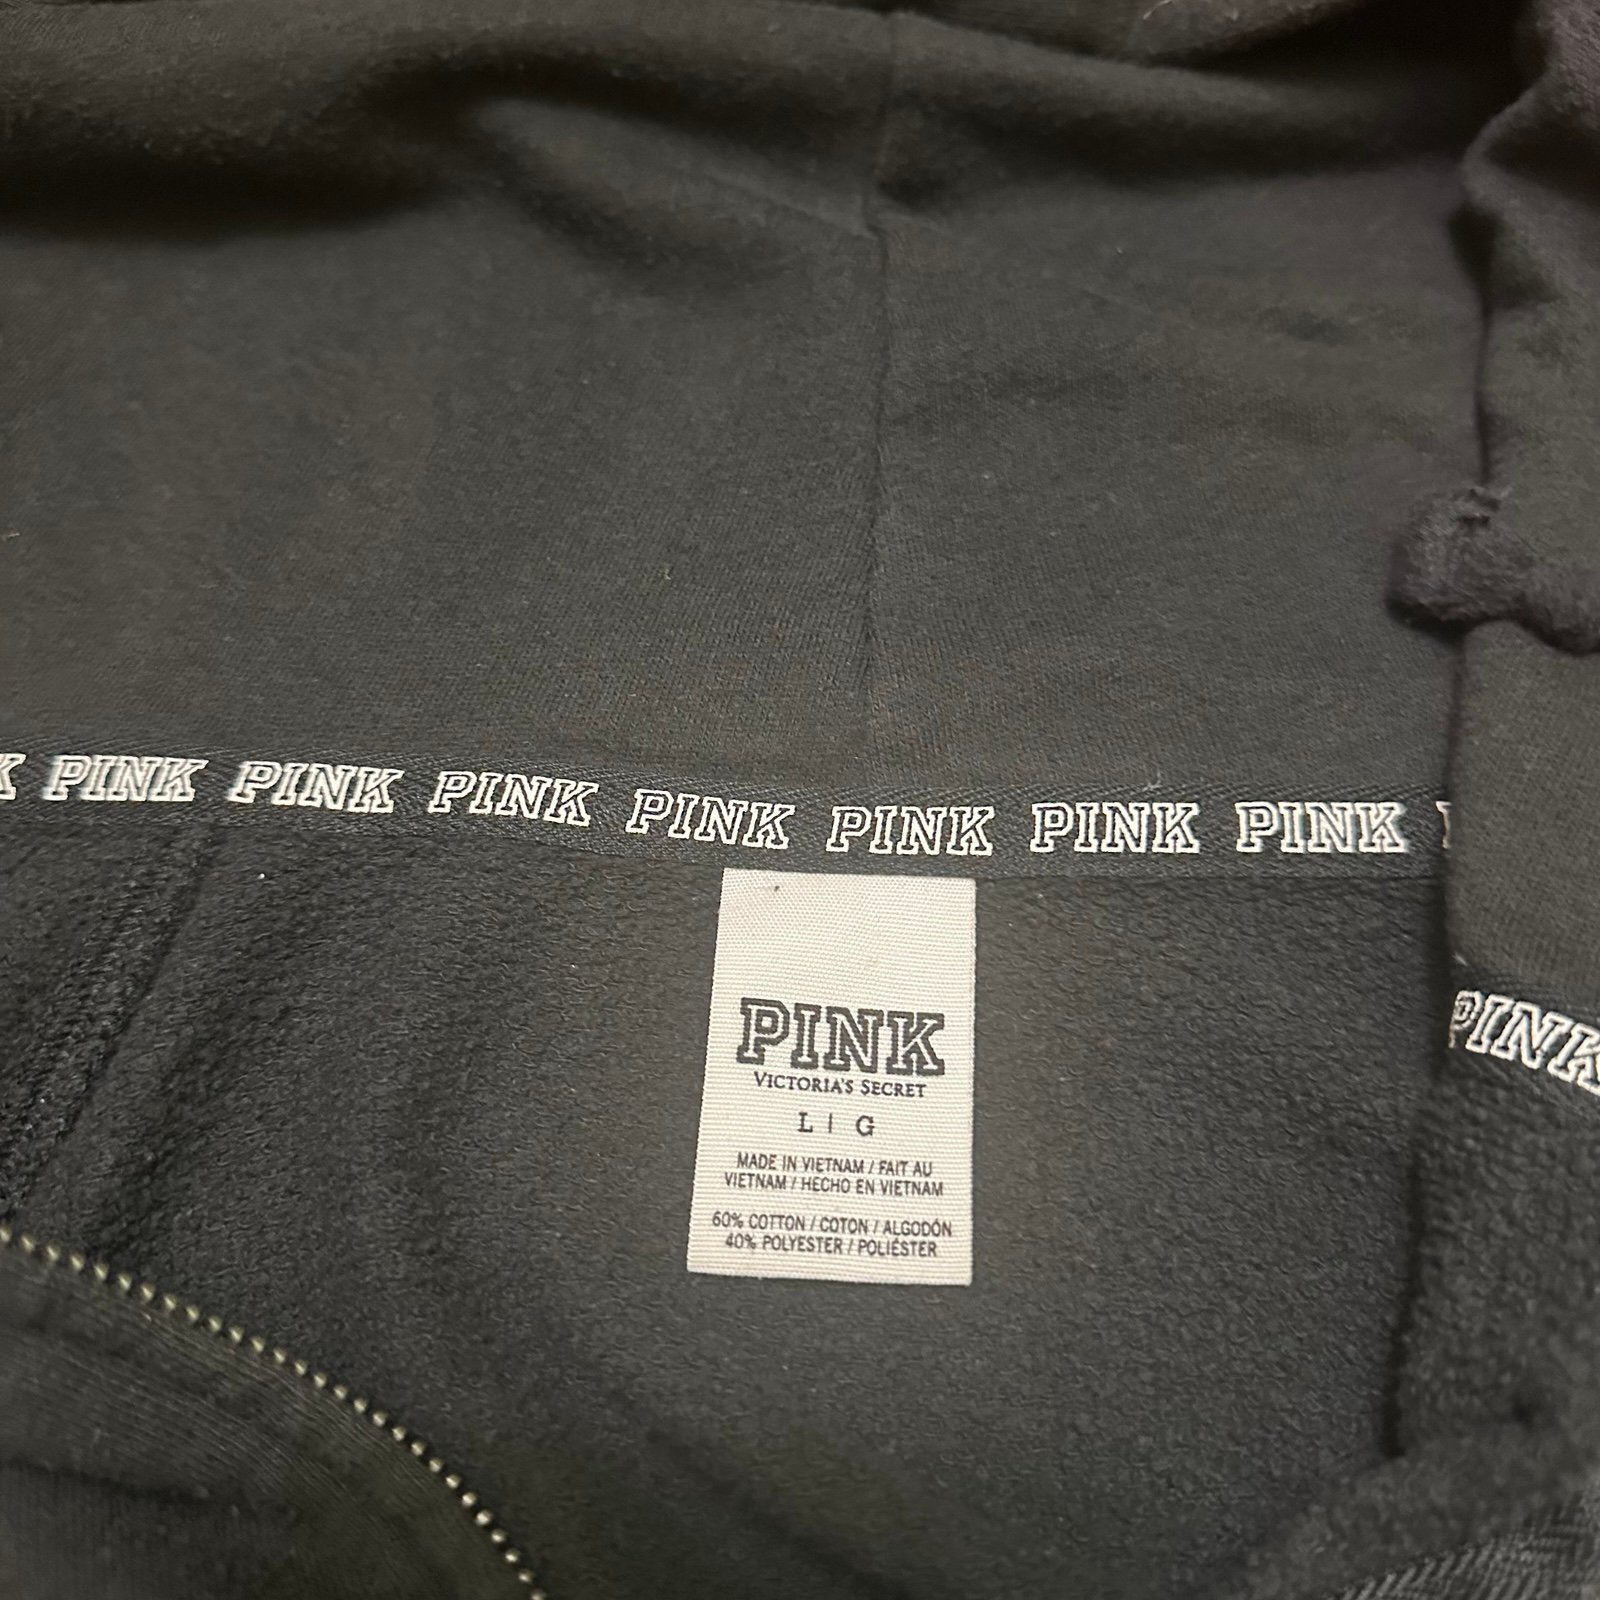 K PINK PINK PINK PINK PINK PINK PINK
PINK
VICTORIA'S SECRET
L | G
MADE IN VIETNAM / FAIT AU
VIETNAM / HECHO EN VIETNAM
60% COTTON / COTON / ALGODÓN
40% POLYESTER / POLIÉSTER
PINK